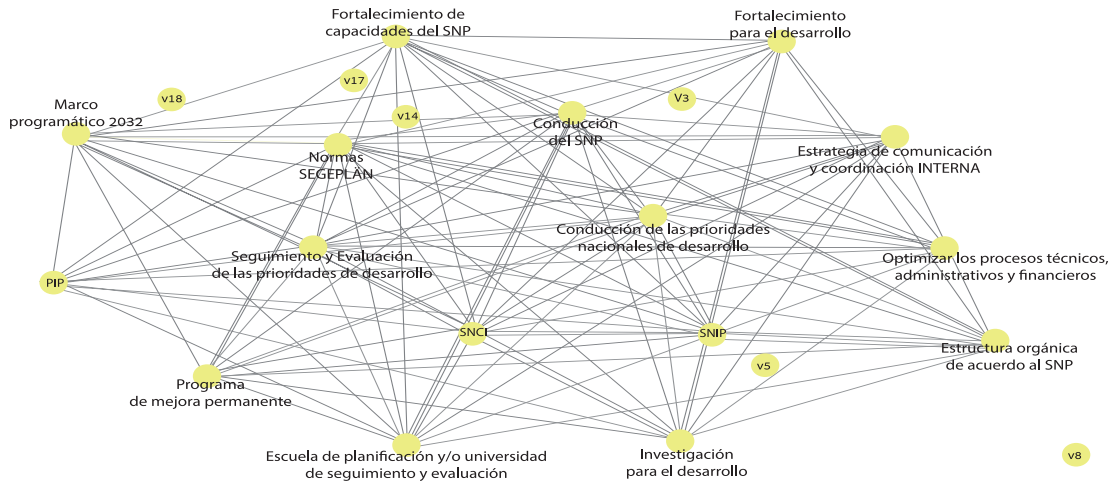 Fortalecimiento de
capacidades del SNP
Fortalecimiento
para el desarrollo
v17
v18
V3
Marco
programático 2032
v14
Conducción
del SNP
Normas
SEGEPLAN
Estrategia de comunicación
y coordinación INTERNA
Conducción de las prioridades
nacionales de desarrollo
Seguimiento y Evaluación
de las prioridades de desarrollo
Optimizar los procesos técnicos,
administrativos y financieros
PIP
SNCI
SNIP
Estructura orgánica
de acuerdo al SNP
v5
Programa
de mejora permanente
Escuela de planificación y/o universidad
de seguimiento y evaluación
Investigación
para el desarrollo
v8